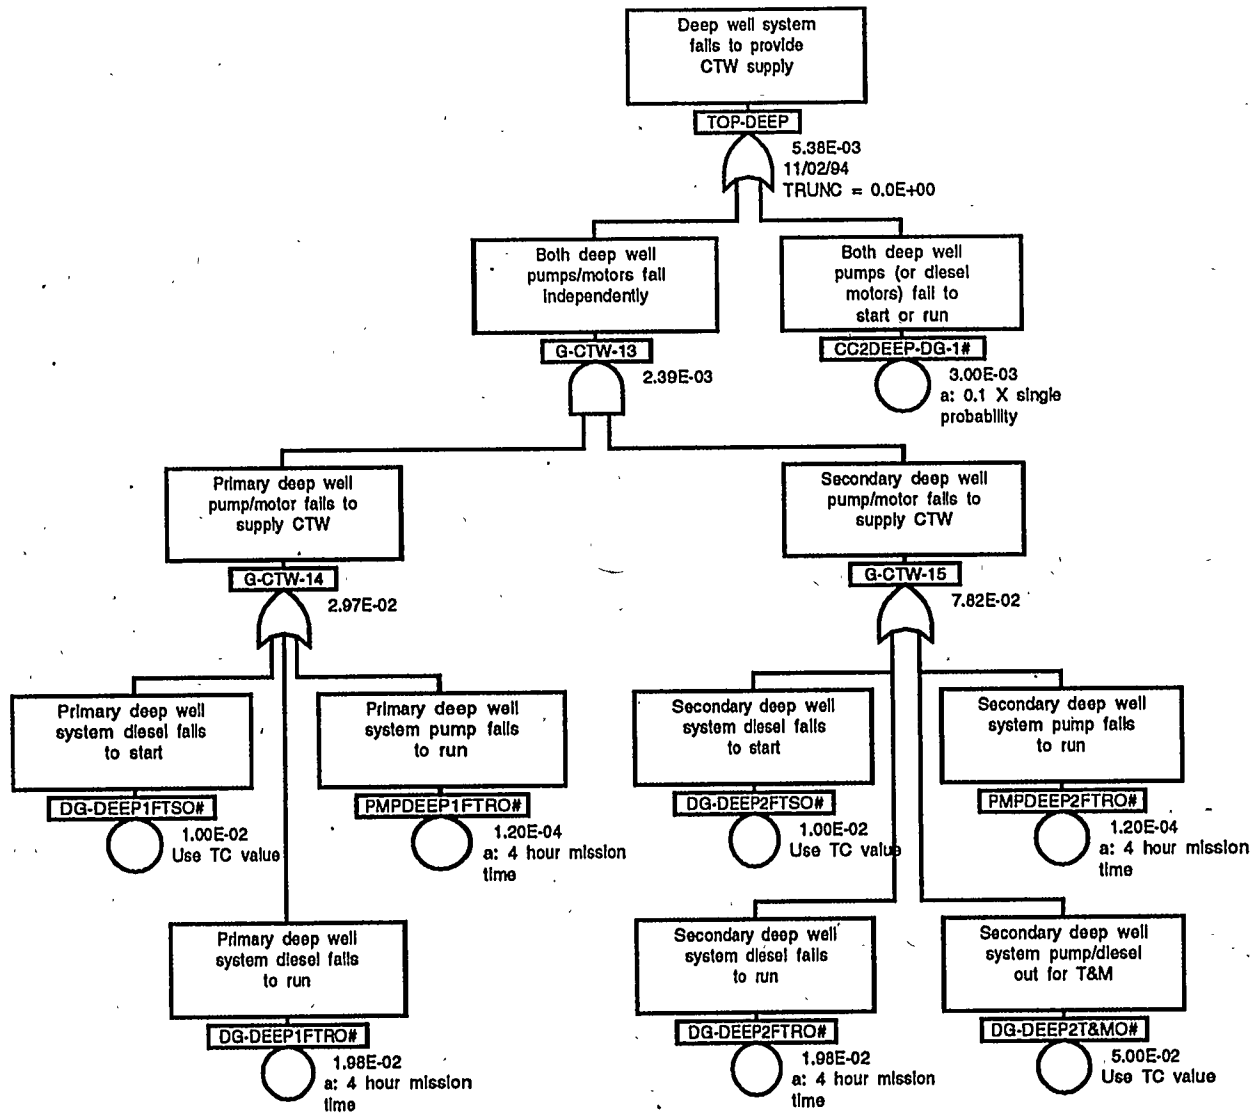 Deep well system
fails to provide
CTW supply
TOP-DEEP
5.38E-03
11/02/94
TRUNC = 0.0E+00
Both deep well
pumps/motors fail
independently
G-CTW-13
2.39E-03
Both deep well
pumps (or diesel
motors) fail to
start or run
CC2DEEP-DG-1#
3.00E-03
a: 0.1 X single
probability
Primary deep well
pump/motor fails to
supply CTW
G-CTW-14
2.97E-02
Secondary deep well
pump/motor fails to
supply CTW
G-CTW-15
7.82E-02
Primary deep well
system diesel fails
to start
DG-DEEP1FTSO#
1.00E-02
Use TC value
Primary deep well
system pump fails
to run
PMPDEEP1FTRO#
1.20E-04
a: 4 hour mission
time
Secondary deep well
system diesel fails
to start
DG-DEEP2FTSO#
1.00E-02
Use TC value
Secondary deep well
system pump fails
to run
PMPDEEP2FTRO#
1.20E-04
a: 4 hour mission
time
Primary deep well
system diesel fails
to run
DG-DEEP1FTRO#
1.98E-02
a: 4 hour mission
time
Secondary deep well
system diesel fails
to run
DG-DEEP2FTRO#
1.98E-02
a: 4 hour mission
time
Secondary deep well
system pump/diesel
out for T&M
DG-DEEP2T&MO#
5.00E-02
Use TC value